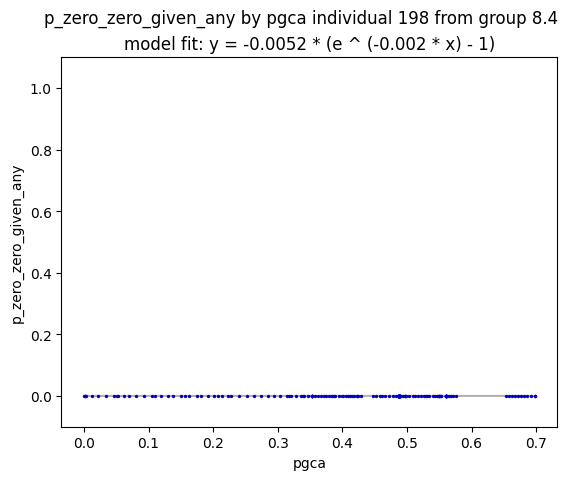 p_zero_zero_given_any by pgca individual 198 from group 8.4
model fit: y = -0.0052 * (e ^ (-0.002 * x) - 1)
1.0
0.8
0.6
0.4
0.2
0.0
p_zero_zero_given_any
0.0 0.1 0.2 0.3 0.4 0.5 0.6 0.7
pgca